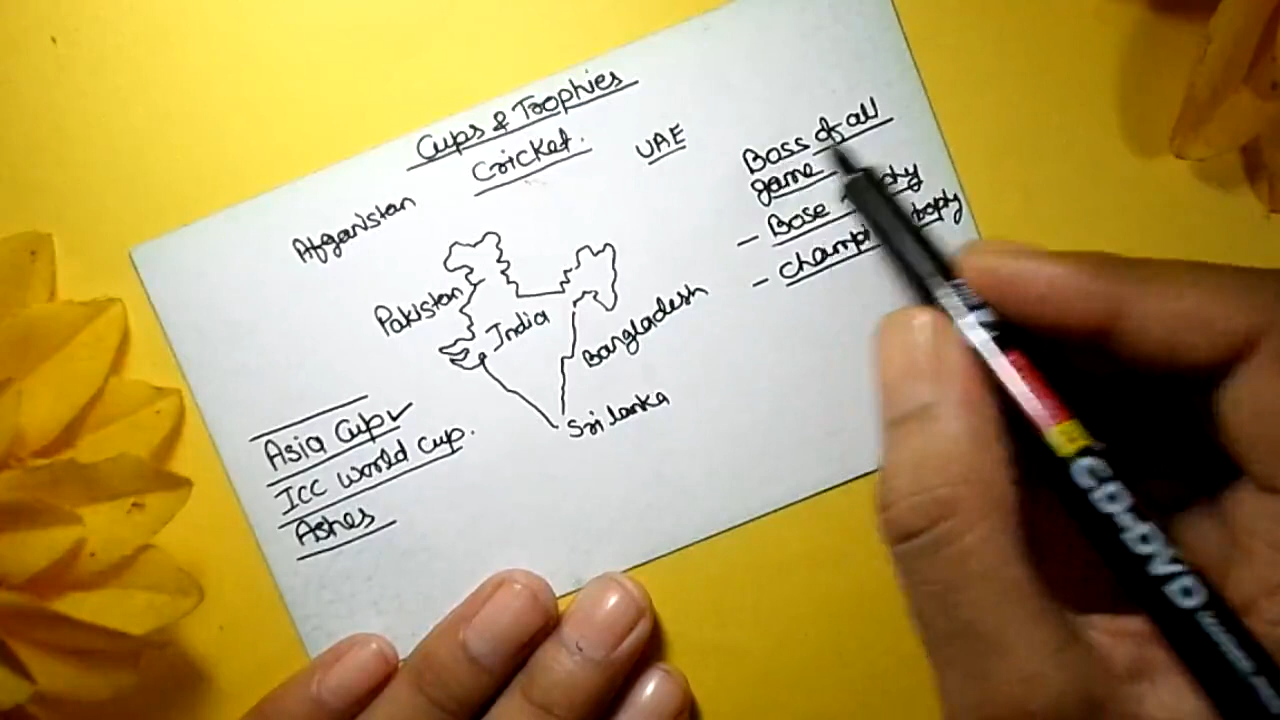 Cups & Trophies
Cricket.
UAE
Afganistan
Pakistan
India
Bangladesh
Sri lanka
Asia Cup✓
ICC World Cup.
Ashes
Boss of all
game
- Bose
- Champi
CD-DVD